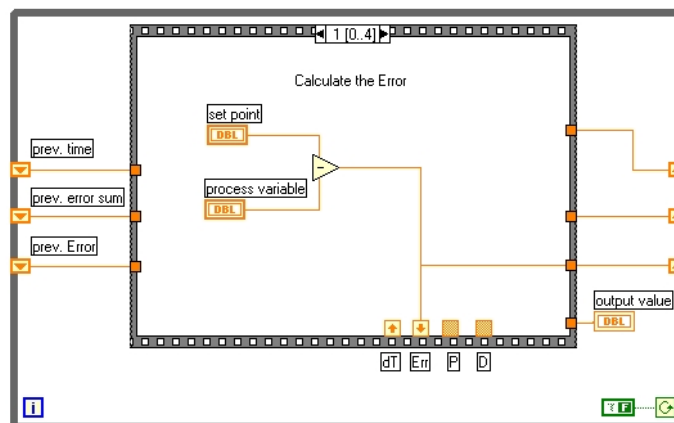 1 [0..4]
Calculate the Error
set point
DBL
prev. time
process variable
DBL
prev. error sum
prev. Error
output value
DBL
dT Err P D
i
T F